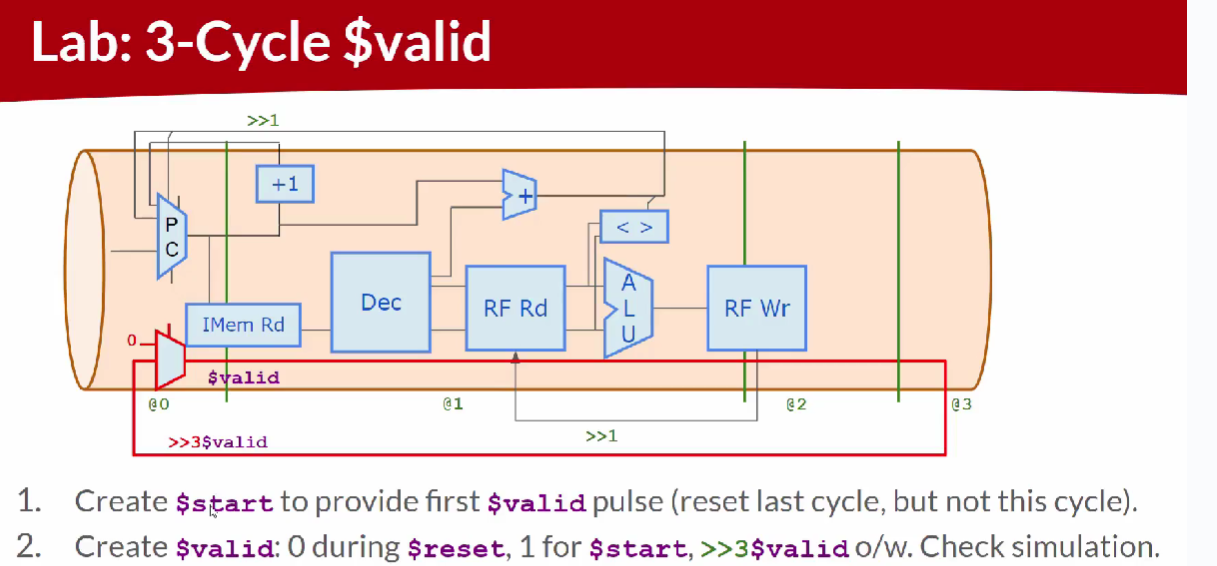 Lab: 3-Cycle $valid
>>1
+1
+
P
C
< >
Dec
RF Rd
A
L
U
RF Wr
IMem Rd
0
$valid
@0
@1
@2
@3
>>3$valid
>>1
1. Create $start to provide first $valid pulse (reset last cycle, but not this cycle).
2. Create $valid: 0 during $reset, 1 for $start, >>3$valid o/w. Check simulation.